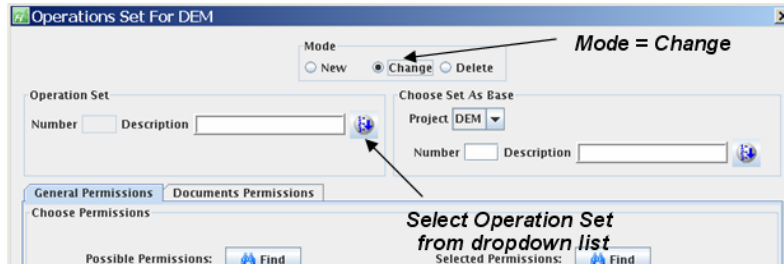 Operations Set For DEM
Mode
New Change Delete
Mode = Change
Operation Set
Number Description
Choose Set As Base
Project DEM
Number Description
General Permissions Documents Permissions
Choose Permissions
Select Operation Set
from dropdown list
Possible Permissions: Find
Selected Permissions: Find